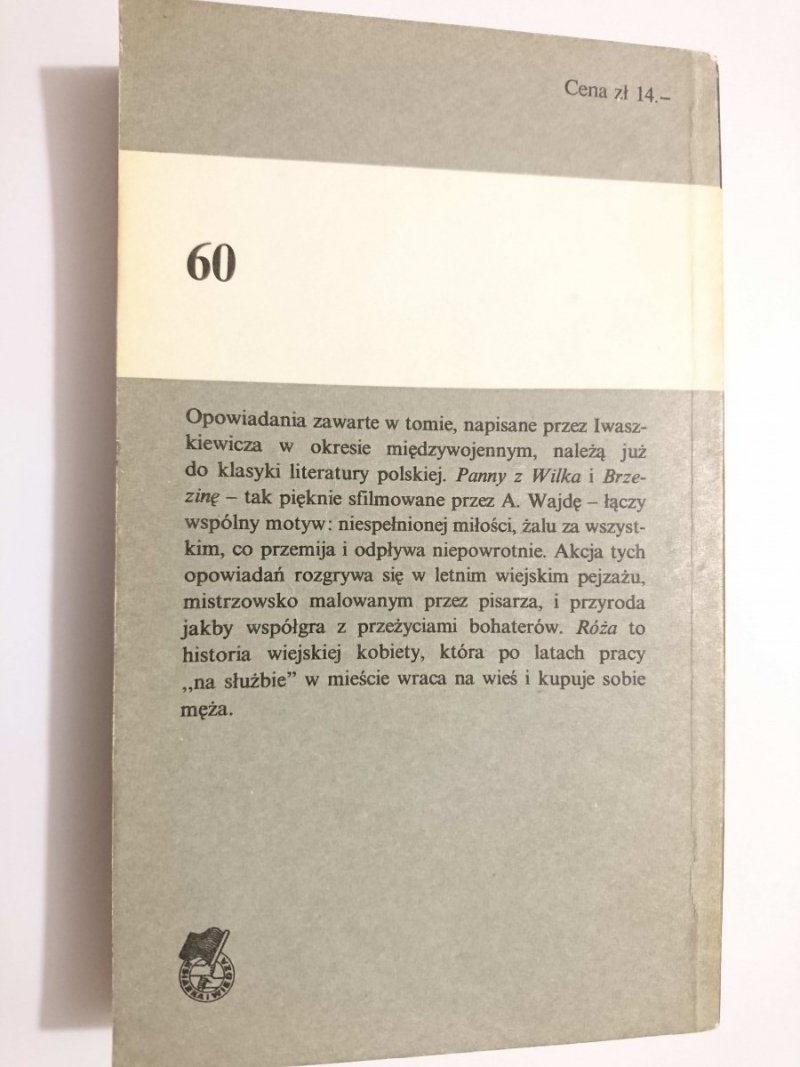 Cena zł 14.–
60
Opowiadania zawarte w tomie, napisane przez Iwasz-
kiewicza w okresie międzywojennym, należą już
do klasyki literatury polskiej. Panny z Wilka i Brze-
zinę – tak pięknie sfilmowane przez A. Wajdę – łączy
wspólny motyw: niespełnionej miłości, żalu za wszyst-
kim, co przemija i odpływa niepowrotnie. Akcja tych
opowiadań rozgrywa się w letnim wiejskim pejzażu,
mistrzowsko malowanym przez pisarza, i przyroda
jakby współgra z przeżyciami bohaterów. Róża to
historia wiejskiej kobiety, która po latach pracy
„na służbie” w mieście wraca na wieś i kupuje sobie
męża.
KSIĄŻKA I WIEDZA